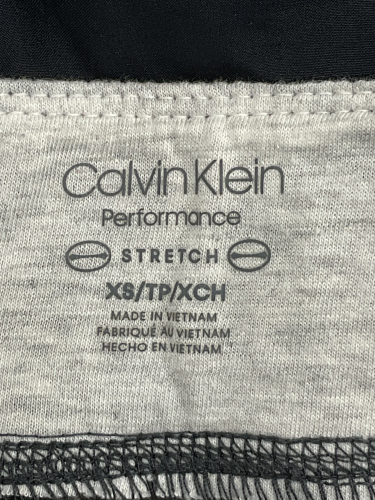 Calvin Klein
Performance
STRETCH
XS/TP/XCH
MADE IN VIETNAM
FABRIQUÉ AU VIETNAM
HECHO EN VIETNAM